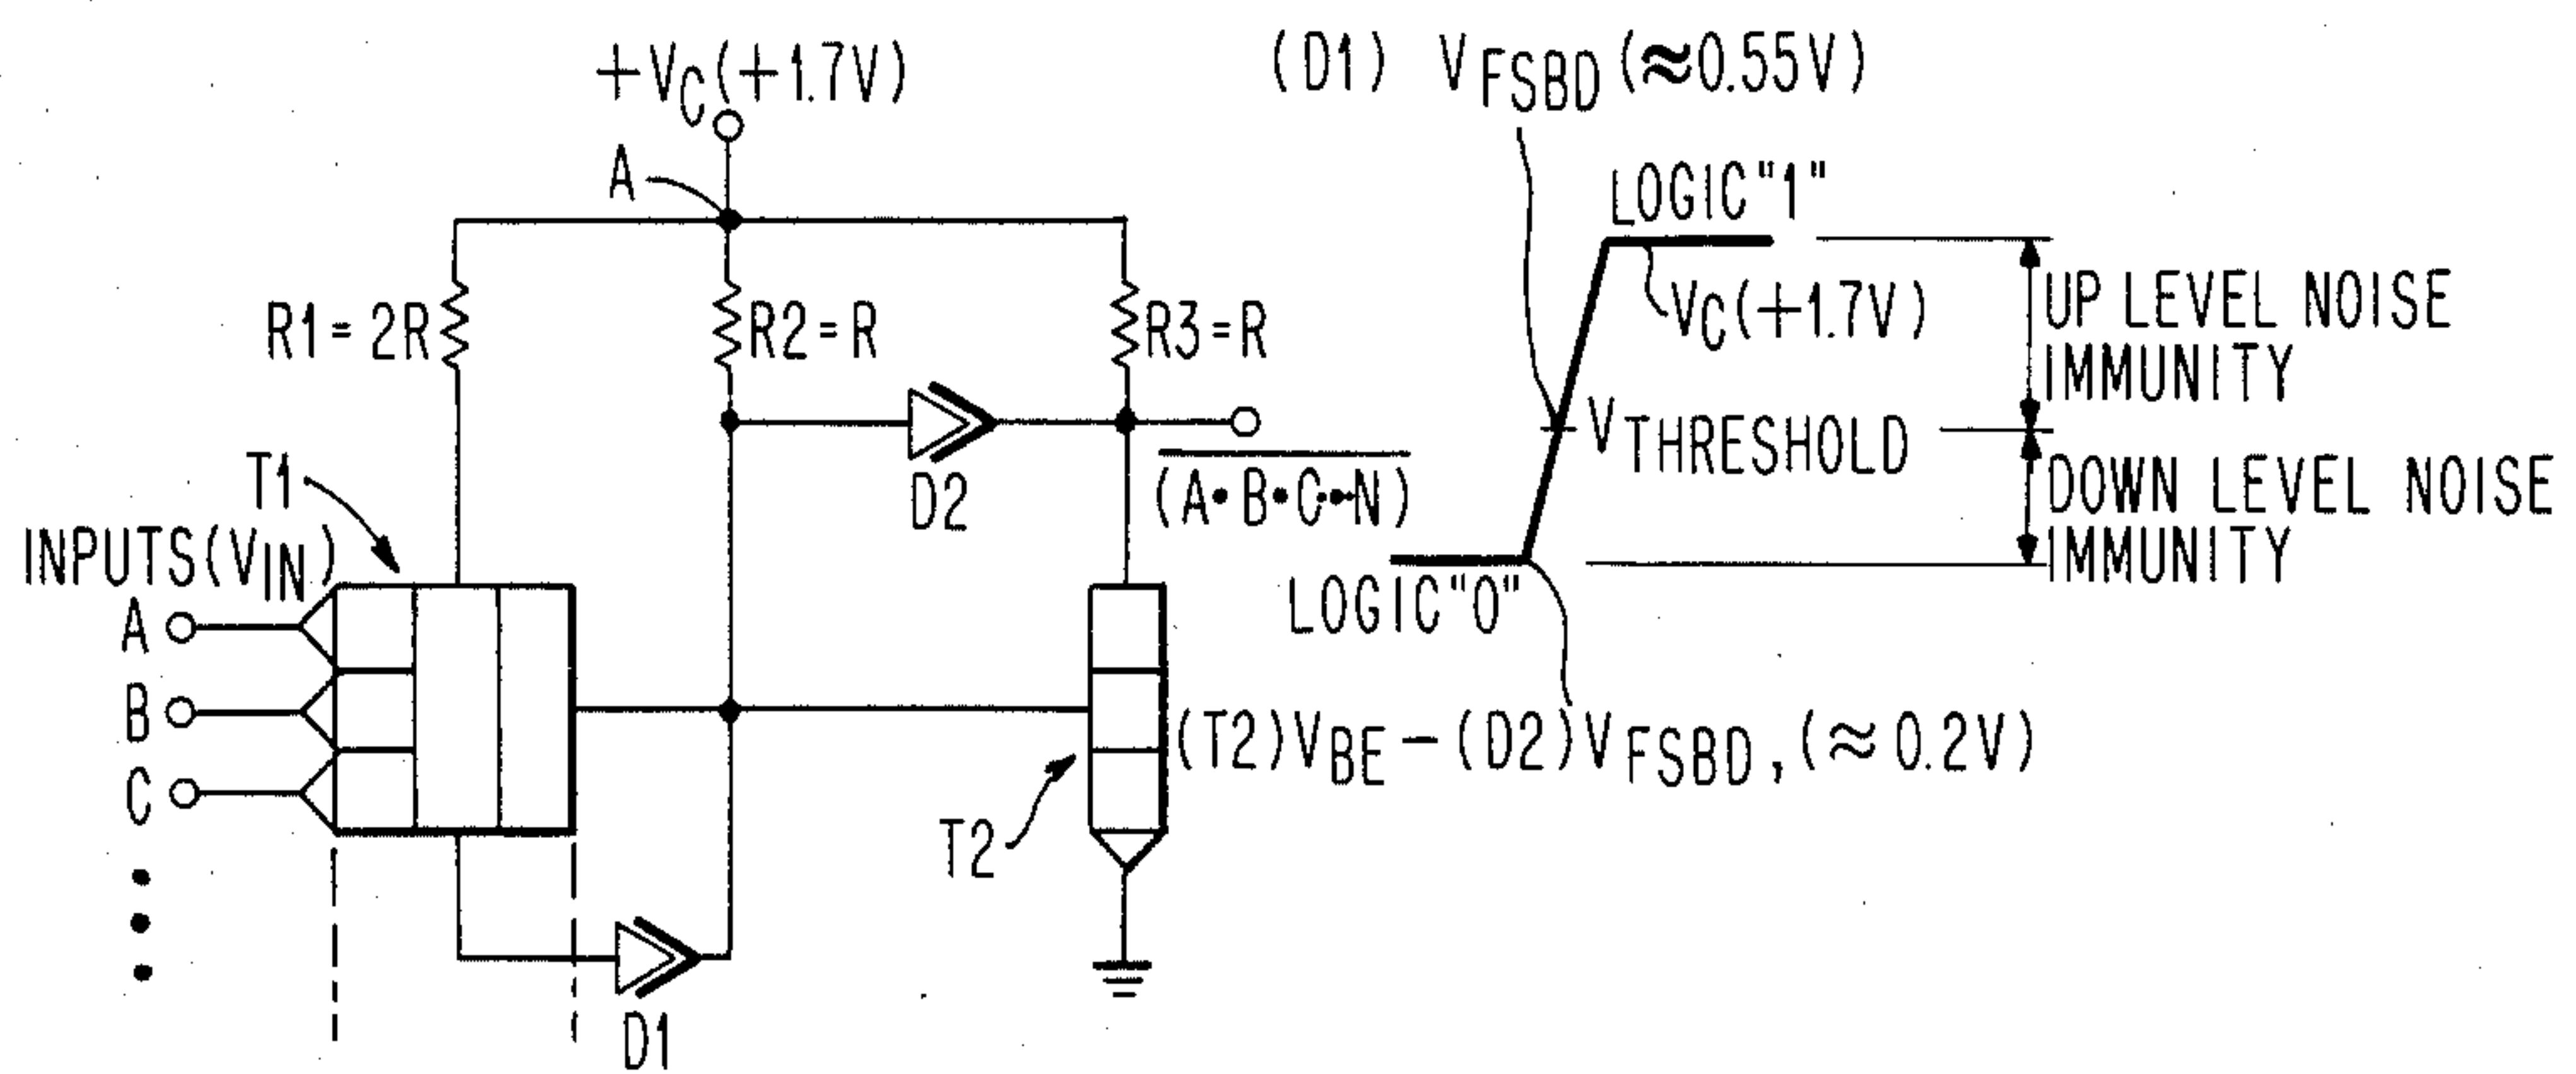 +VC(+1.7V)
A
R1=2R
R2=R
R3=R
D2
(A•B•C•••N)
T1
INPUTS(VIN)
A
B
C
D1
T2
(D1) VFSBD (≈0.55V)
LOGIC"1"
VC(+1.7V)
UP LEVEL NOISE
IMMUNITY
VTHRESHOLD
DOWN LEVEL NOISE
IMMUNITY
LOGIC"0"
(T2)VBE-(D2)VFSBD,(≈0.2V)